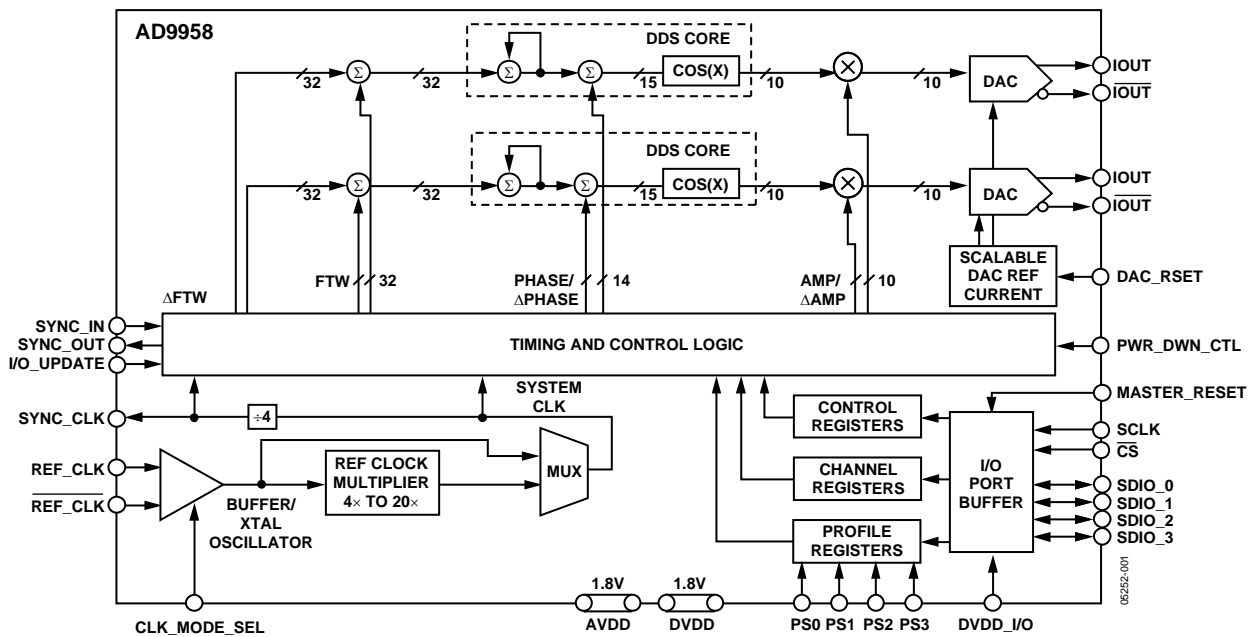 AD9958
DDS CORE
Σ
Σ
Σ
COS(X)
×
DAC
32
32
15
10
10
IOUT
IOUT
DDS CORE
Σ
Σ
Σ
COS(X)
×
DAC
32
32
15
10
10
IOUT
IOUT
SCALABLE
DAC REF
CURRENT
DAC_RSET
ΔFTW
FTW
32
PHASE/
ΔPHASE
14
AMP/
ΔAMP
10
SYNC_IN
SYNC_OUT
I/O_UPDATE
TIMING AND CONTROL LOGIC
PWR_DWN_CTL
SYNC_CLK
÷4
SYSTEM
CLK
REF_CLK
REF_CLK
BUFFER/
XTAL
OSCILLATOR
REF CLOCK
MULTIPLIER
4× TO 20×
MUX
CONTROL
REGISTERS
CHANNEL
REGISTERS
PROFILE
REGISTERS
I/O
PORT
BUFFER
MASTER_RESET
SCLK
CS
SDIO_0
SDIO_1
SDIO_2
SDIO_3
CLK_MODE_SEL
1.8V
AVDD
1.8V
DVDD
PS0
PS1
PS2
PS3
DVDD_I/O
05252-001